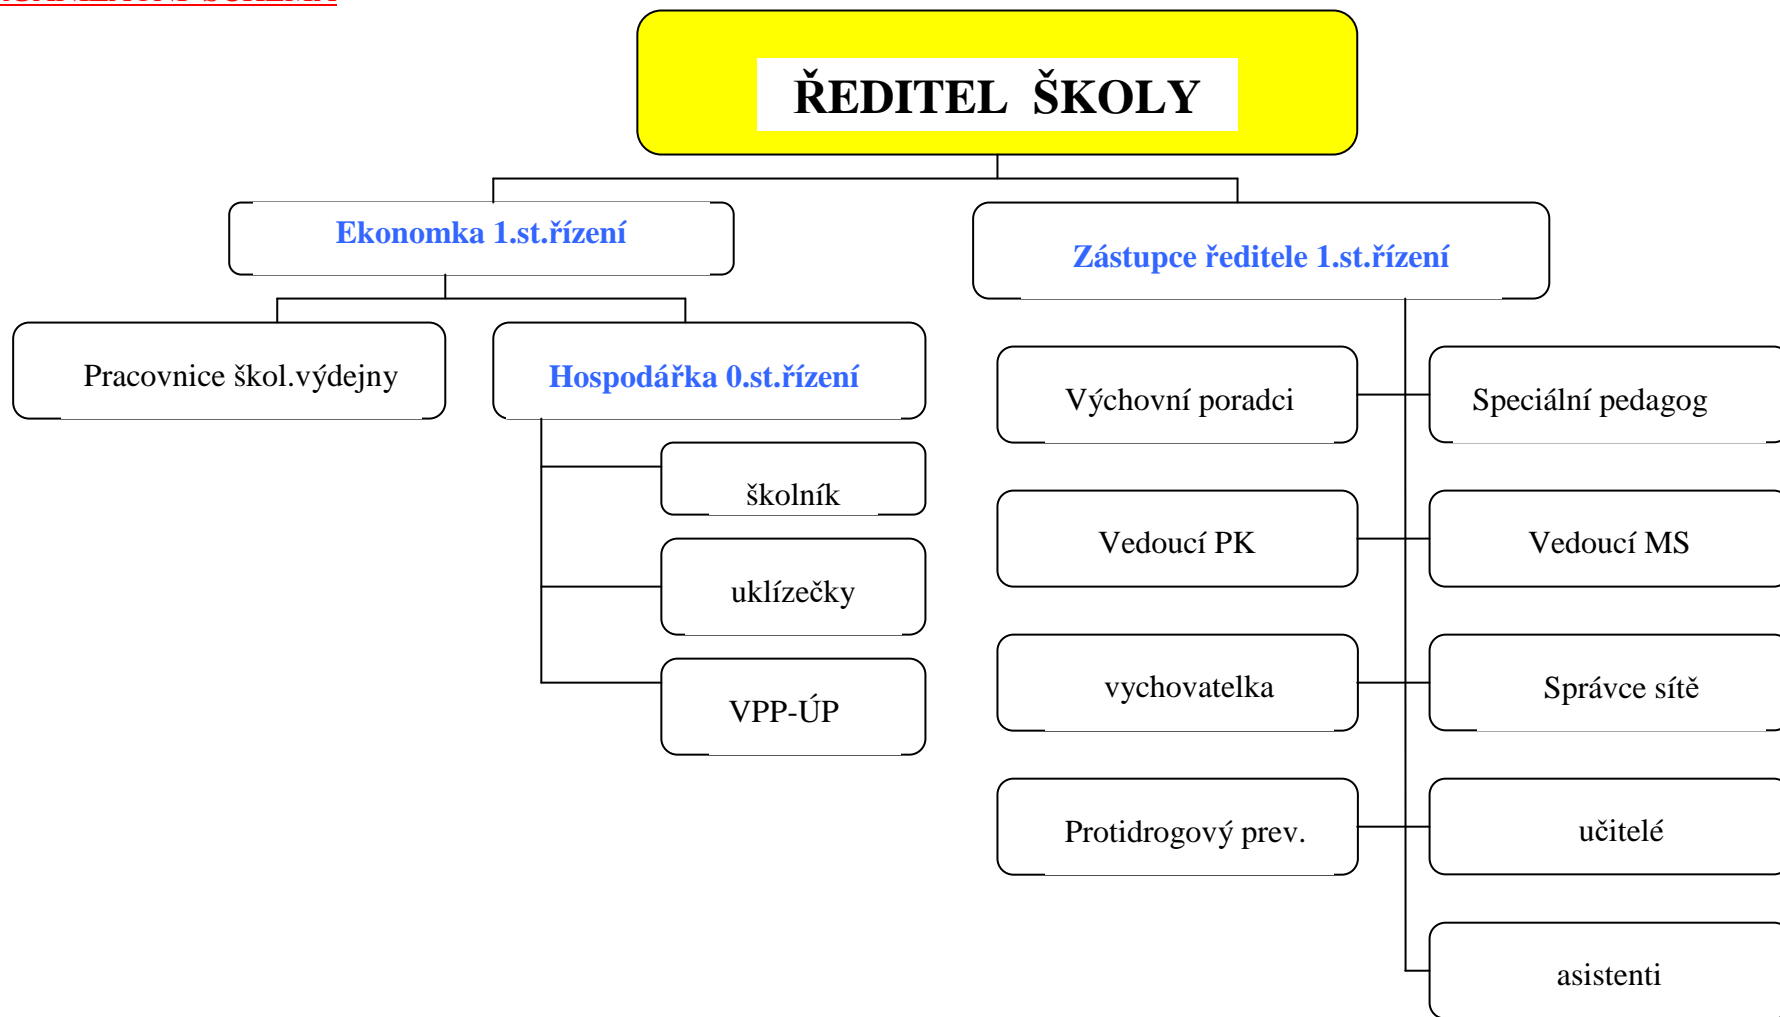 ŘEDITEL ŠKOLY
Ekonomka 1.st.řízení
Zástupce ředitele 1.st.řízení
Pracovnice škol.výdejny
Hospodářka 0.st.řízení
školník
uklízečky
VPP-ÚP
Výchovní poradci
Speciální pedagog
Vedoucí PK
Vedoucí MS
vychovatelka
Správce sítě
Protidrogový prev.
učitelé
asistenti